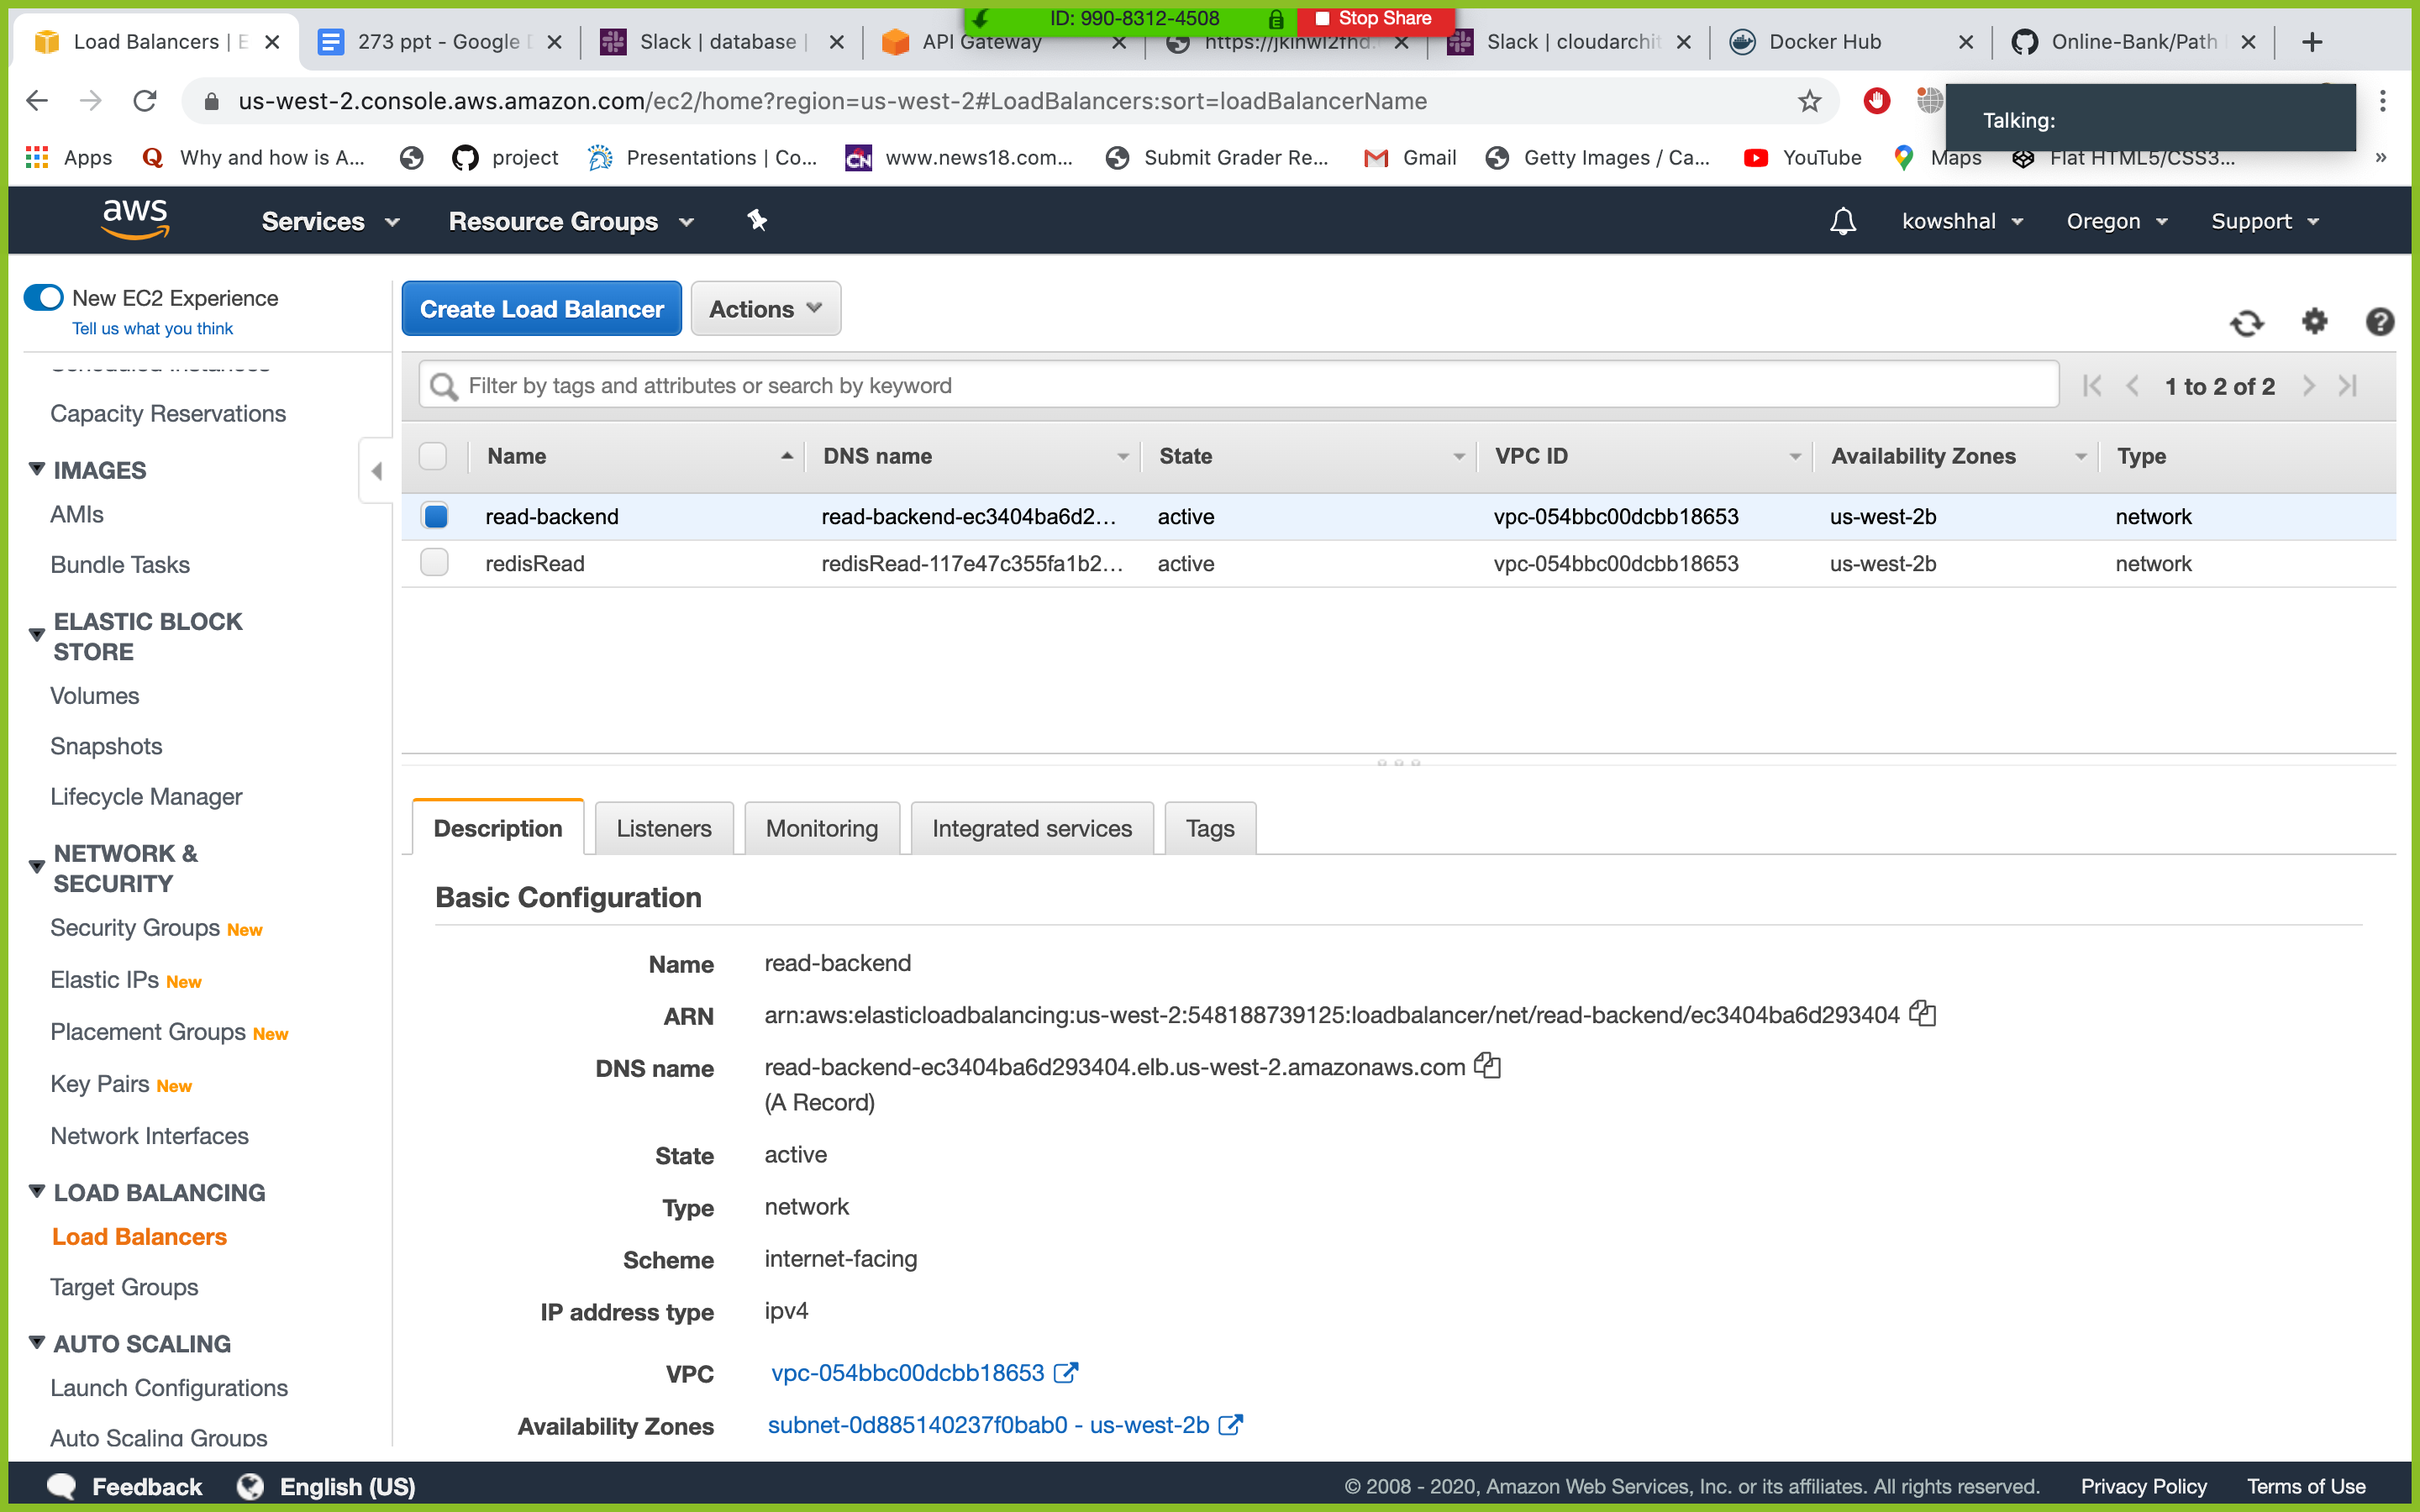 ID: 990-8312-4508 Stop Share
Load Balancers | E 273 ppt - Google D Slack | database | API Gateway https://jkinwi2fhd. Slack | cloudarchit Docker Hub Online-Bank/Path
us-west-2.console.aws.amazon.com/ec2/home?region=us-west-2#LoadBalancers:sort=loadBalancerName
Talking:
Apps Why and how is A... project Presentations | Co... www.news18.com... Submit Grader Re... Gmail Getty Images / Ca... YouTube Maps Flat HTML5/CSS3... »
aws Services Resource Groups kowshhal Oregon Support
New EC2 Experience
Tell us what you think
Create Load Balancer Actions
Scheduled Instances
Capacity Reservations
IMAGES
AMIs
Bundle Tasks
ELASTIC BLOCK
STORE
Volumes
Snapshots
Lifecycle Manager
NETWORK &
SECURITY
Security Groups New
Elastic IPs New
Placement Groups New
Key Pairs New
Network Interfaces
LOAD BALANCING
Load Balancers
Target Groups
AUTO SCALING
Launch Configurations
Auto Scaling Groups
Filter by tags and attributes or search by keyword 1 to 2 of 2
Name DNS name State VPC ID Availability Zones Type
read-backend read-backend-ec3404ba6d2... active vpc-054bbc00dcbb18653 us-west-2b network
redisRead redisRead-117e47c355fa1b2... active vpc-054bbc00dcbb18653 us-west-2b network
Description Listeners Monitoring Integrated services Tags
Basic Configuration
Name read-backend
ARN arn:aws:elasticloadbalancing:us-west-2:548188739125:loadbalancer/net/read-backend/ec3404ba6d293404
DNS name read-backend-ec3404ba6d293404.elb.us-west-2.amazonaws.com
(A Record)
State active
Type network
Scheme internet-facing
IP address type ipv4
VPC vpc-054bbc00dcbb18653
Availability Zones subnet-0d885140237f0bab0 - us-west-2b
Feedback English (US) © 2008 - 2020, Amazon Web Services, Inc. or its affiliates. All rights reserved. Privacy Policy Terms of Use